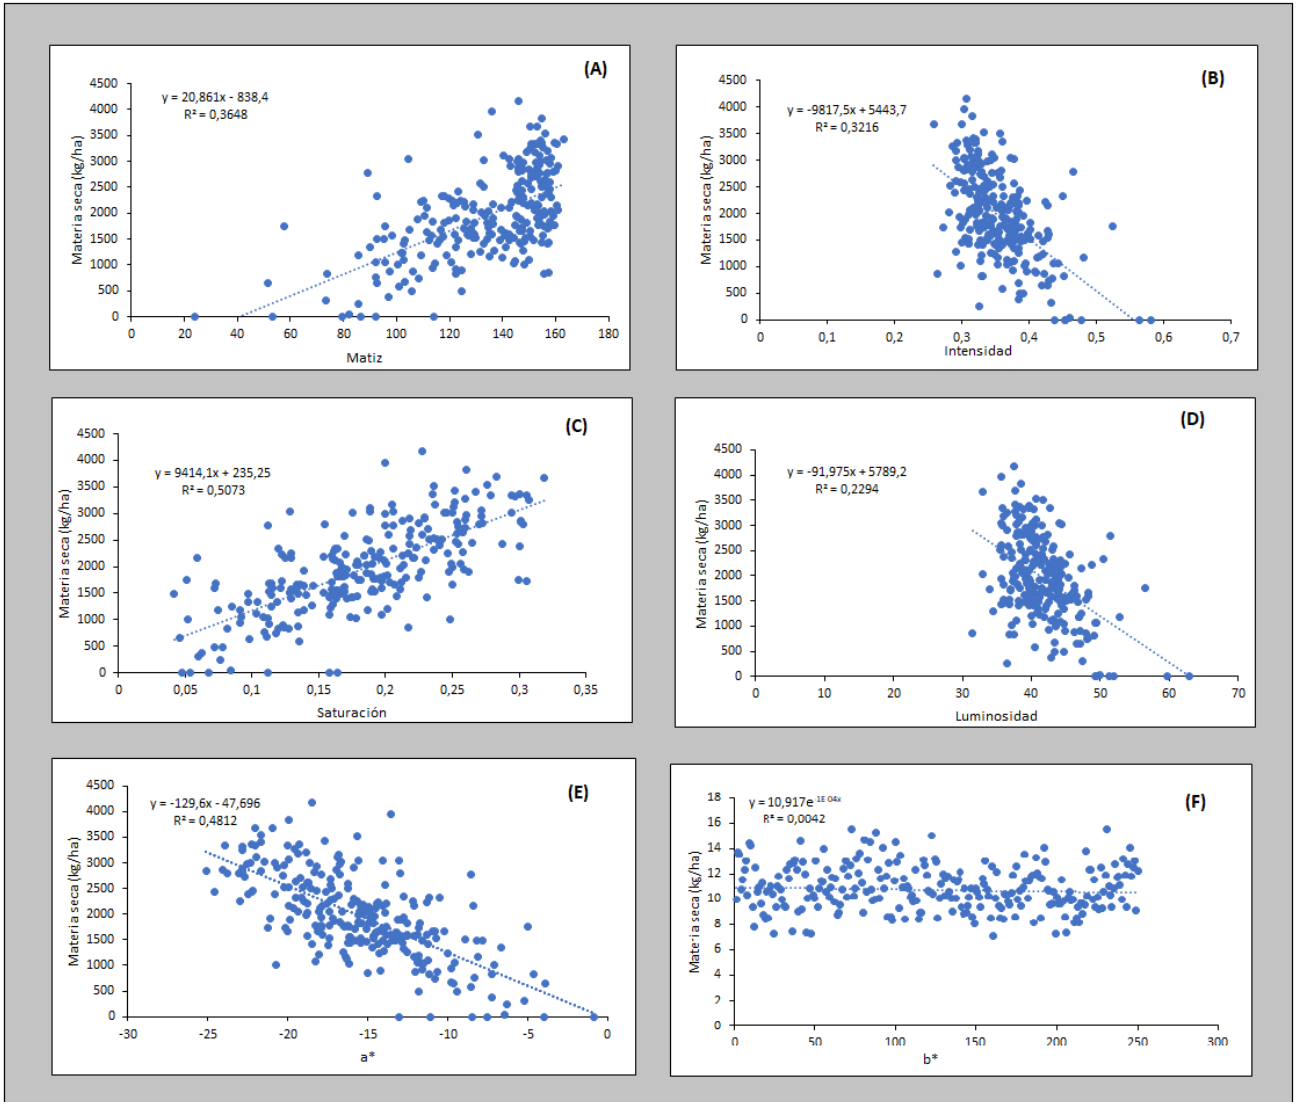 (A)
y = 20,861x - 838,4
R² = 0,3648
Materia seca (kg/ha)
4500
4000
3500
3000
2500
2000
1500
1000
500
0
0 20 40 60 80 100 120 140 160 180
Matiz
(B)
y = -9817,5x + 5443,7
R² = 0,3216
Materia seca (kg/ha)
4500
4000
3500
3000
2500
2000
1500
1000
500
0
0 0,1 0,2 0,3 0,4 0,5 0,6 0,7
Intensidad
(C)
y = 9414,1x + 235,25
R² = 0,5073
Materia seca (kg/ha)
4500
4000
3500
3000
2500
2000
1500
1000
500
0
0 0,05 0,1 0,15 0,2 0,25 0,3 0,35
Saturación
(D)
y = -91,975x + 5789,2
R² = 0,2294
Materia seca (kg/ha)
4500
4000
3500
3000
2500
2000
1500
1000
500
0
0 10 20 30 40 50 60 70
Luminosidad
(E)
y = -129,6x - 47,696
R² = 0,4812
Materia seca (kg/ha)
4500
4000
3500
3000
2500
2000
1500
1000
500
0
-30 -25 -20 -15 -10 -5 0
a*
(F)
y = 10,917e⁻¹ᴱ ⁰⁴ˣ
R² = 0,0042
Materia seca (kg/ha)
18
16
14
12
10
8
6
4
2
0
0 50 100 150 200 250 300
b*